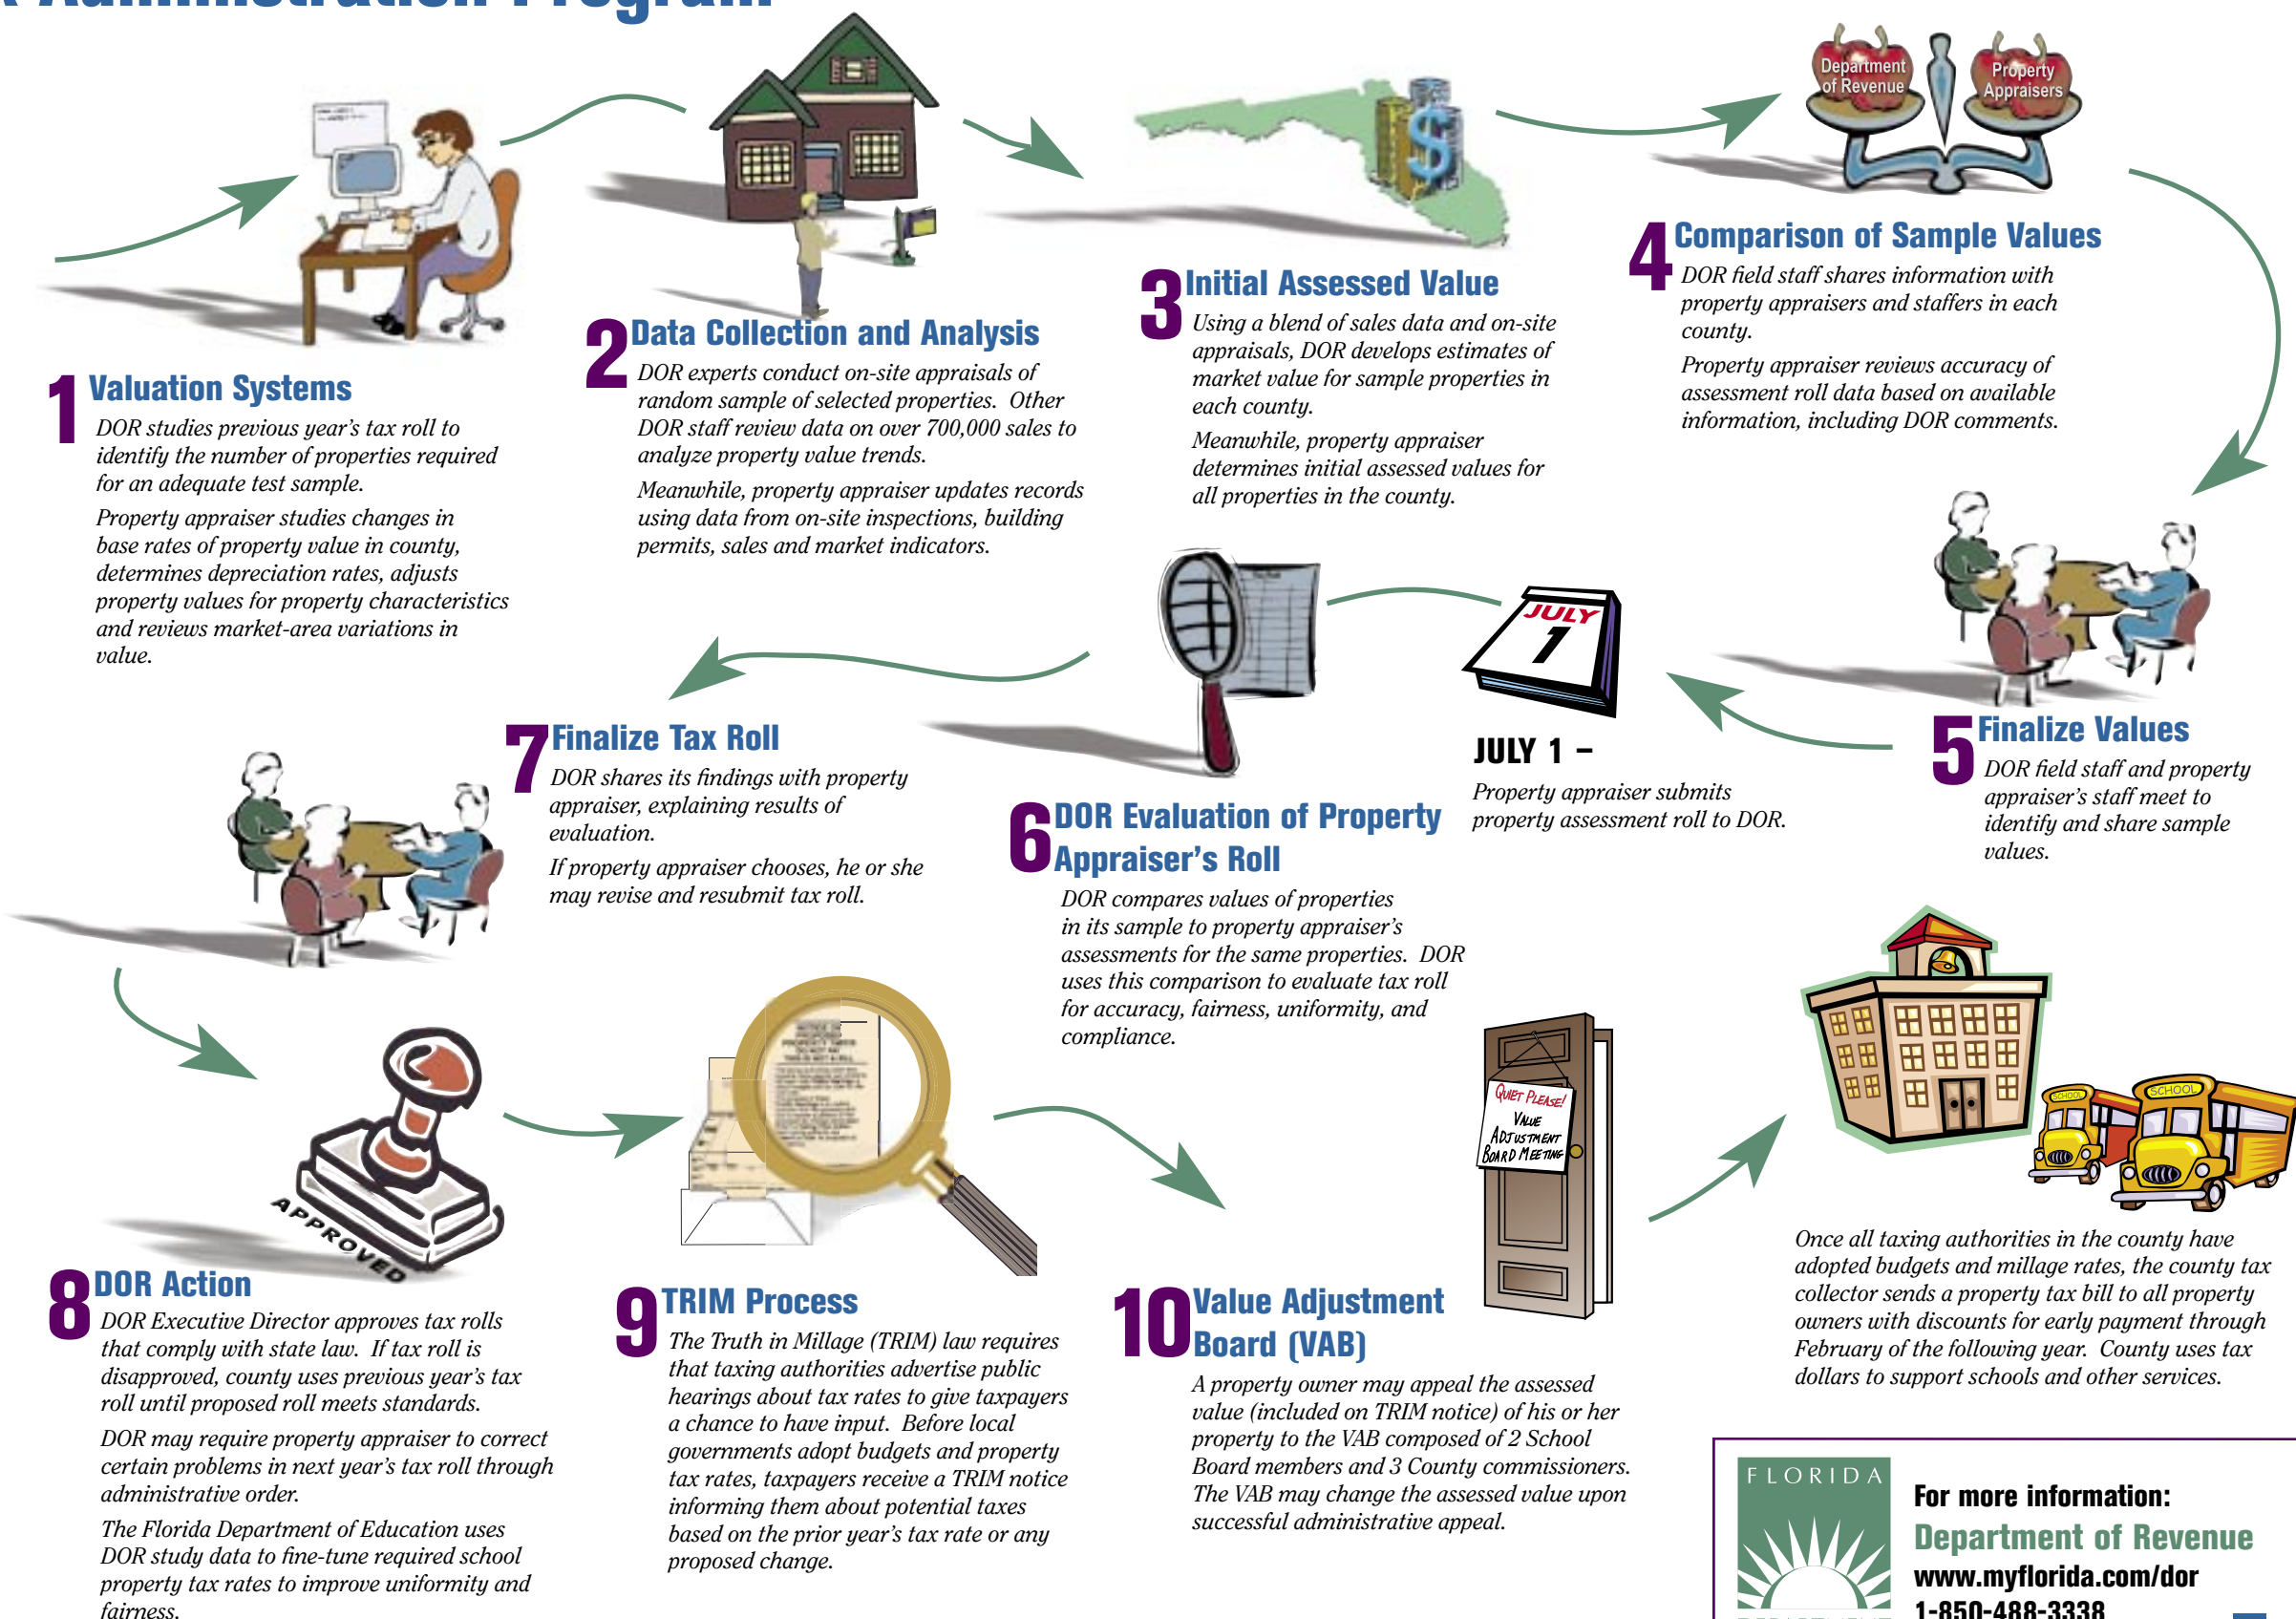 Administration Program
Department
of Revenue
Property
Appraisers
1 Valuation Systems
DOR studies previous year's tax roll to
identify the number of properties required
for an adequate test sample.
Property appraiser studies changes in
base rates of property value in county,
determines depreciation rates, adjusts
property values for property characteristics
and reviews market-area variations in
value.
2 Data Collection and Analysis
DOR experts conduct on-site appraisals of
random sample of selected properties. Other
DOR staff review data on over 700,000 sales to
analyze property value trends.
Meanwhile, property appraiser updates records
using data from on-site inspections, building
permits, sales and market indicators.
$
3 Initial Assessed Value
Using a blend of sales data and on-site
appraisals, DOR develops estimates of
market value for sample properties in
each county.
Meanwhile, property appraiser
determines initial assessed values for
all properties in the county.
4 Comparison of Sample Values
DOR field staff shares information with
property appraisers and staffers in each
county.
Property appraiser reviews accuracy of
assessment roll data based on available
information, including DOR comments.
5 Finalize Values
DOR field staff and property
appraiser's staff meet to
identify and share sample
values.
JULY
1
JULY 1 –
Property appraiser submits
property assessment roll to DOR.
6 DOR Evaluation of Property
Appraiser's Roll
DOR compares values of properties
in its sample to property appraiser's
assessments for the same properties. DOR
uses this comparison to evaluate tax roll
for accuracy, fairness, uniformity, and
compliance.
7 Finalize Tax Roll
DOR shares its findings with property
appraiser, explaining results of
evaluation.
If property appraiser chooses, he or she
may revise and resubmit tax roll.
APPROVED
8 DOR Action
DOR Executive Director approves tax rolls
that comply with state law. If tax roll is
disapproved, county uses previous year's tax
roll until proposed roll meets standards.
DOR may require property appraiser to correct
certain problems in next year's tax roll through
administrative order.
The Florida Department of Education uses
DOR study data to fine-tune required school
property tax rates to improve uniformity and
fairness.
9 TRIM Process
The Truth in Millage (TRIM) law requires
that taxing authorities advertise public
hearings about tax rates to give taxpayers
a chance to have input. Before local
governments adopt budgets and property
tax rates, taxpayers receive a TRIM notice
informing them about potential taxes
based on the prior year's tax rate or any
proposed change.
QUIET PLEASE!
VALUE
ADJUSTMENT
BOARD MEETING
10 Value Adjustment
Board (VAB)
A property owner may appeal the assessed
value (included on TRIM notice) of his or her
property to the VAB composed of 2 School
Board members and 3 County commissioners.
The VAB may change the assessed value upon
successful administrative appeal.
SCHOOL
SCHOOL
Once all taxing authorities in the county have
adopted budgets and millage rates, the county tax
collector sends a property tax bill to all property
owners with discounts for early payment through
February of the following year. County uses tax
dollars to support schools and other services.
FLORIDA
For more information:
Department of Revenue
www.myflorida.com/dor
1-850-488-3338